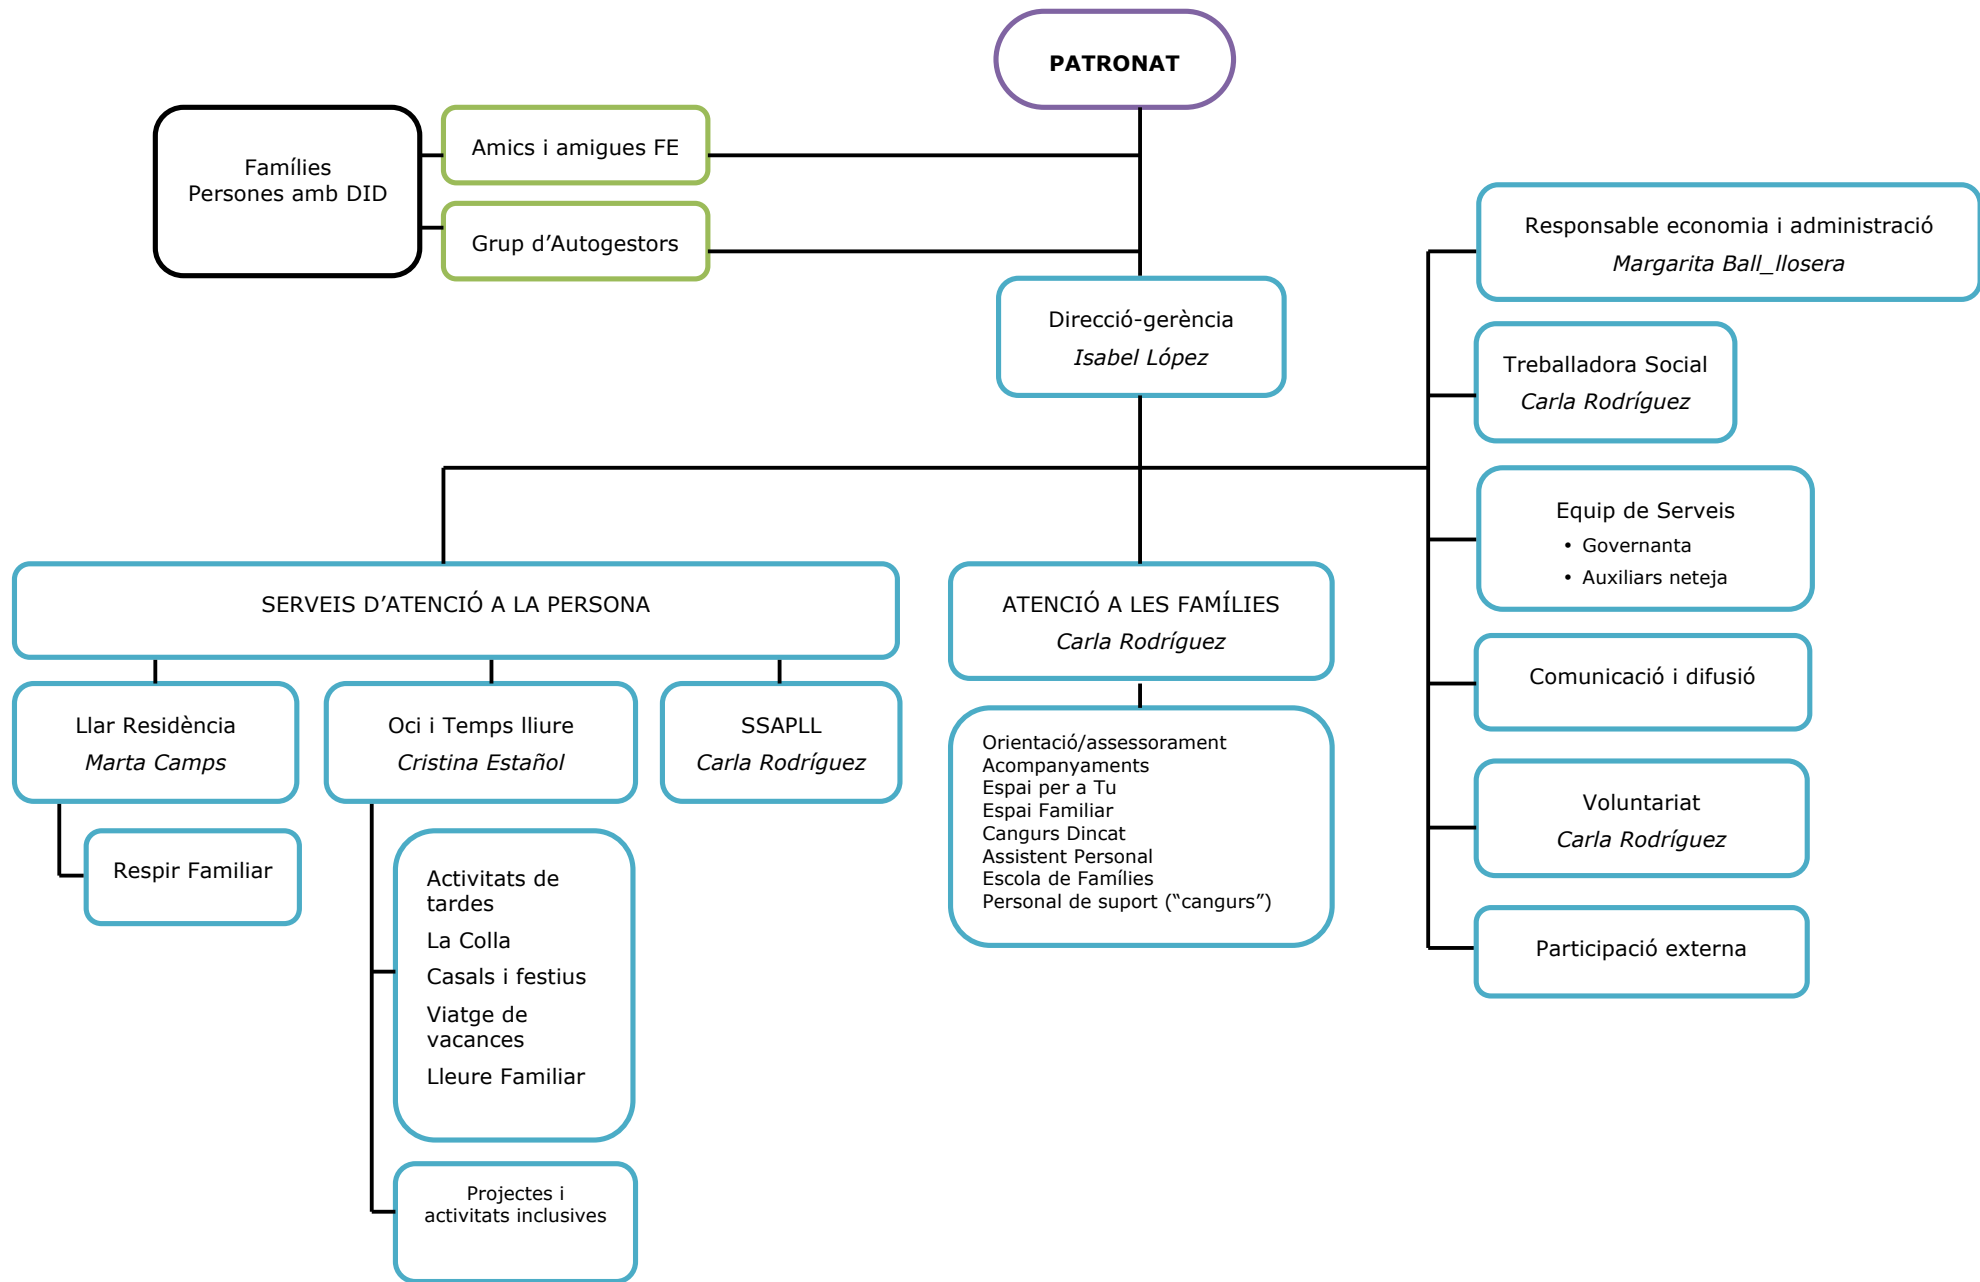 PATRONAT
Famílies
Persones amb DID
Amics i amigues FE
Grup d’Autogestors
Direcció-gerència
Isabel López
Responsable economia i administració
Margarita Ball_llosera
Treballadora Social
Carla Rodríguez
Equip de Serveis
• Governanta
• Auxiliars neteja
Comunicació i difusió
Voluntariat
Carla Rodríguez
Participació externa
SERVEIS D’ATENCIÓ A LA PERSONA
Llar Residència
Marta Camps
Respir Familiar
Oci i Temps lliure
Cristina Estañol
Activitats de
tardes
La Colla
Casals i festius
Viatge de
vacances
Lleure Familiar
Projectes i
activitats inclusives
SSAPLL
Carla Rodríguez
ATENCIÓ A LES FAMÍLIES
Carla Rodríguez
Orientació/assessorament
Acompanyaments
Espai per a Tu
Espai Familiar
Cangurs Dincat
Assistent Personal
Escola de Famílies
Personal de suport (“cangurs”)